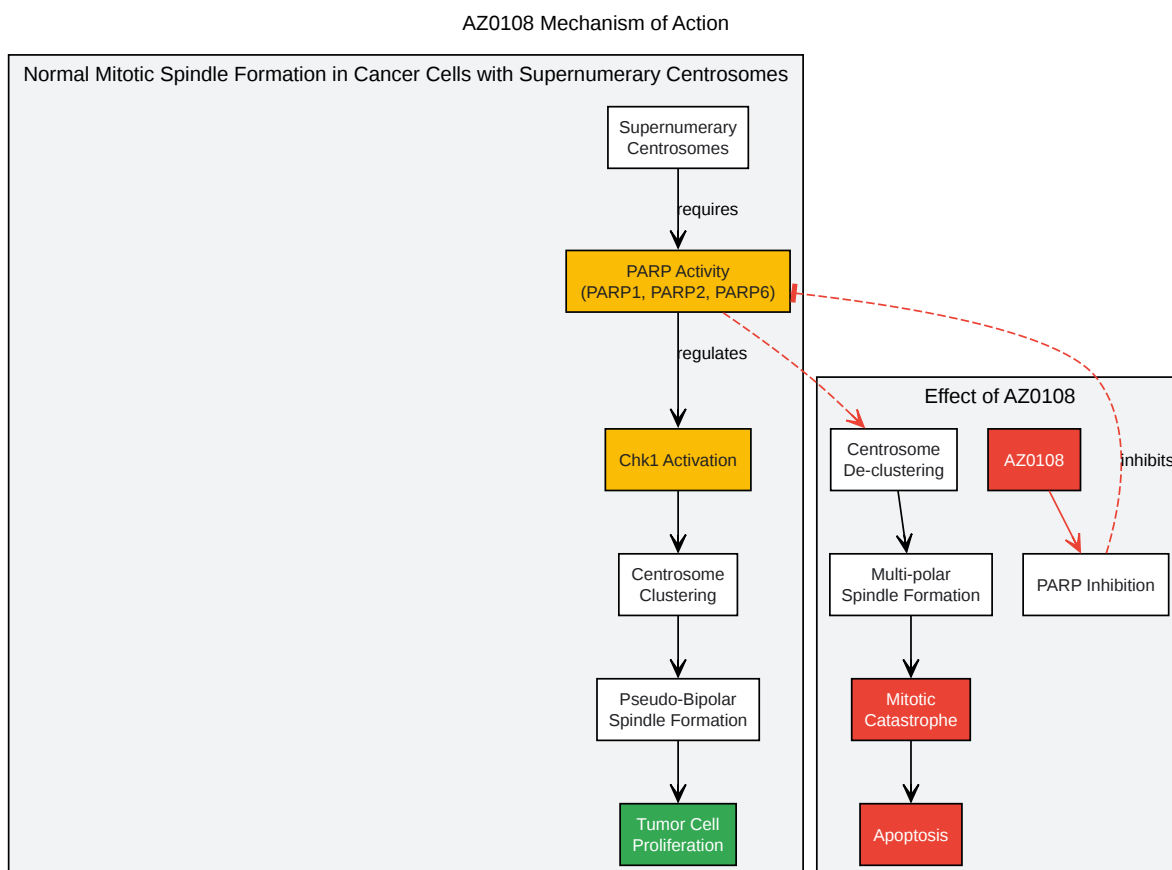 AZ0108 Mechanism of Action
Normal Mitotic Spindle Formation in Cancer Cells with Supernumerary Centrosomes
Supernumerary
Centrosomes
requires
PARP Activity
(PARP1, PARP2, PARP6)
regulates
Chk1 Activation
Centrosome
Clustering
Pseudo-Bipolar
Spindle Formation
Tumor Cell
Proliferation
Effect of AZ0108
Centrosome
De-clustering
AZ0108
inhibits
Multi-polar
Spindle Formation
PARP Inhibition
Mitotic
Catastrophe
Apoptosis